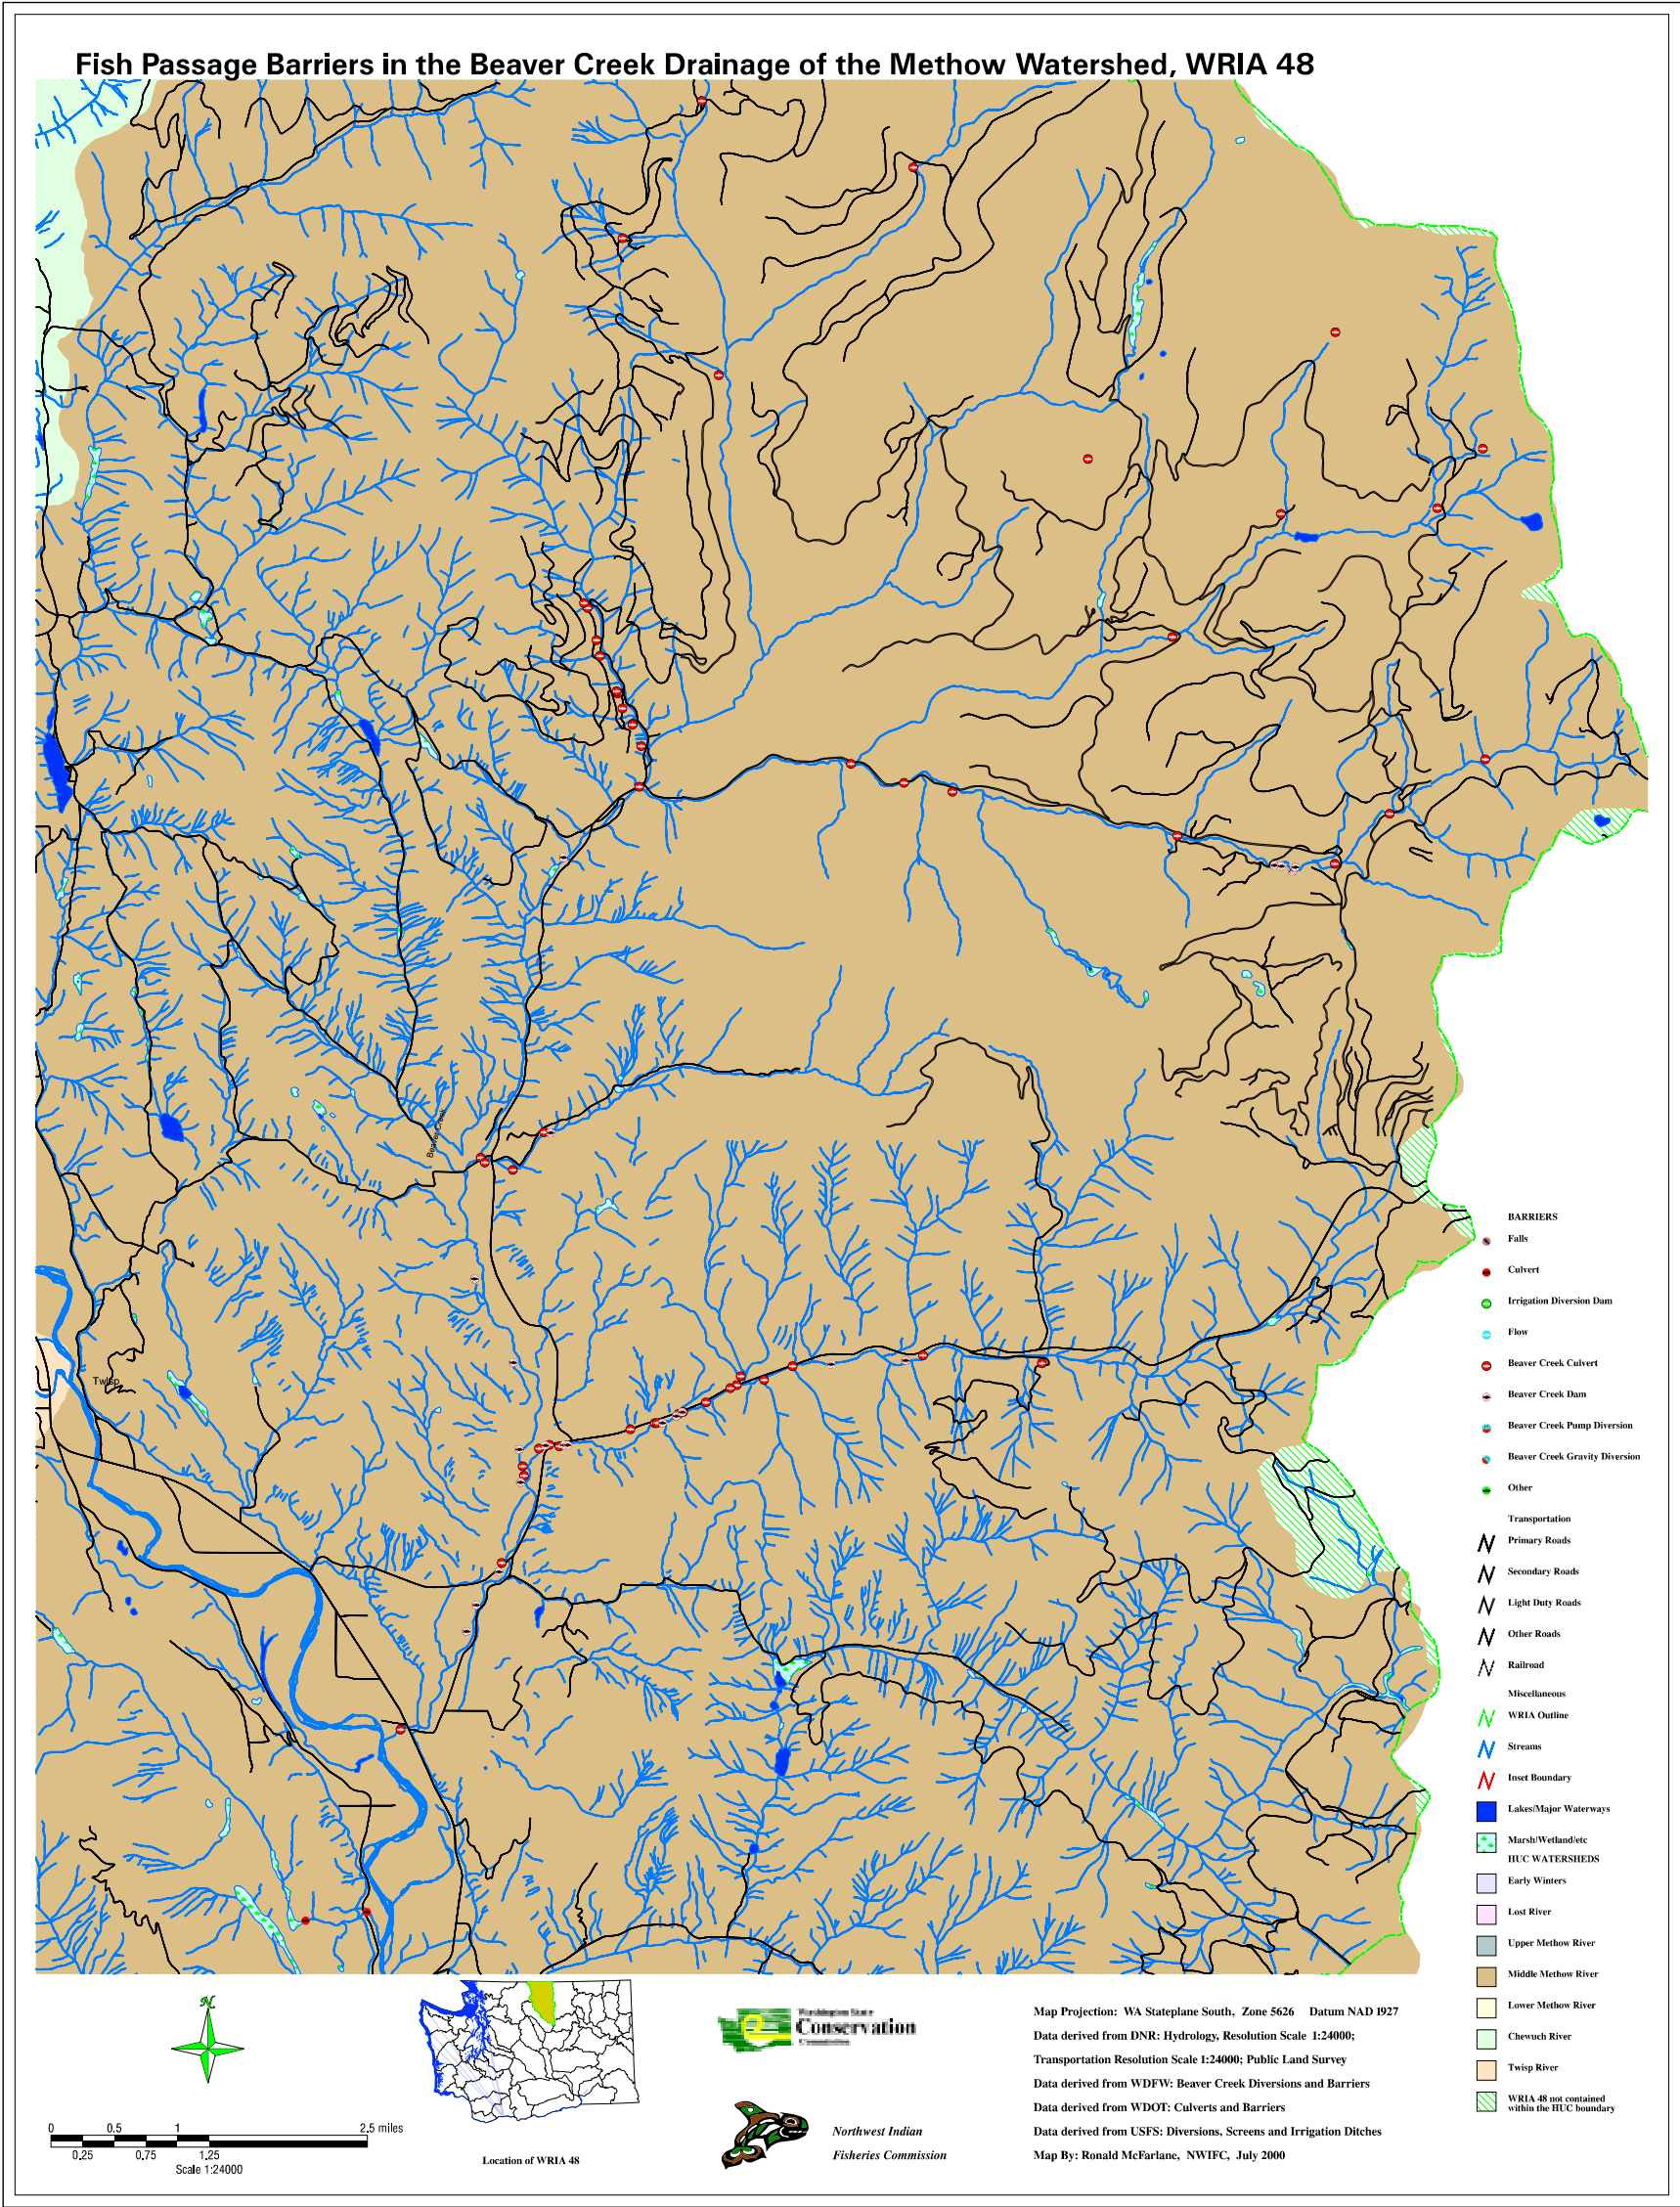 Fish Passage Barriers in the Beaver Creek Drainage of the Methow Watershed, WRIA 48
Beaver Creek
Twisp
BARRIERS
Falls
Culvert
Irrigation Diversion Dam
Flow
Beaver Creek Culvert
Beaver Creek Dam
Beaver Creek Pump Diversion
Beaver Creek Gravity Diversion
Other
Transportation
Primary Roads
Secondary Roads
Light Duty Roads
Other Roads
Railroad
Miscellaneous
WRIA Outline
Streams
Inset Boundary
Lakes/Major Waterways
Marsh/Wetland/etc
HUC WATERSHEDS
Early Winters
Lost River
Upper Methow River
Middle Methow River
Lower Methow River
Chewuch River
Twisp River
WRIA 48 not contained
within the HUC boundary
N
0 0.5 1 2.5 miles
0.25 0.75 1.25
Scale 1:24000
Location of WRIA 48
Washington State
Conservation
Commission
Northwest Indian
Fisheries Commission
Map Projection: WA Stateplane South, Zone 5626 Datum NAD 1927
Data derived from DNR: Hydrology, Resolution Scale 1:24000;
Transportation Resolution Scale 1:24000; Public Land Survey
Data derived from WDFW: Beaver Creek Diversions and Barriers
Data derived from WDOT: Culverts and Barriers
Data derived from USFS: Diversions, Screens and Irrigation Ditches
Map By: Ronald McFarlane, NWIFC, July 2000